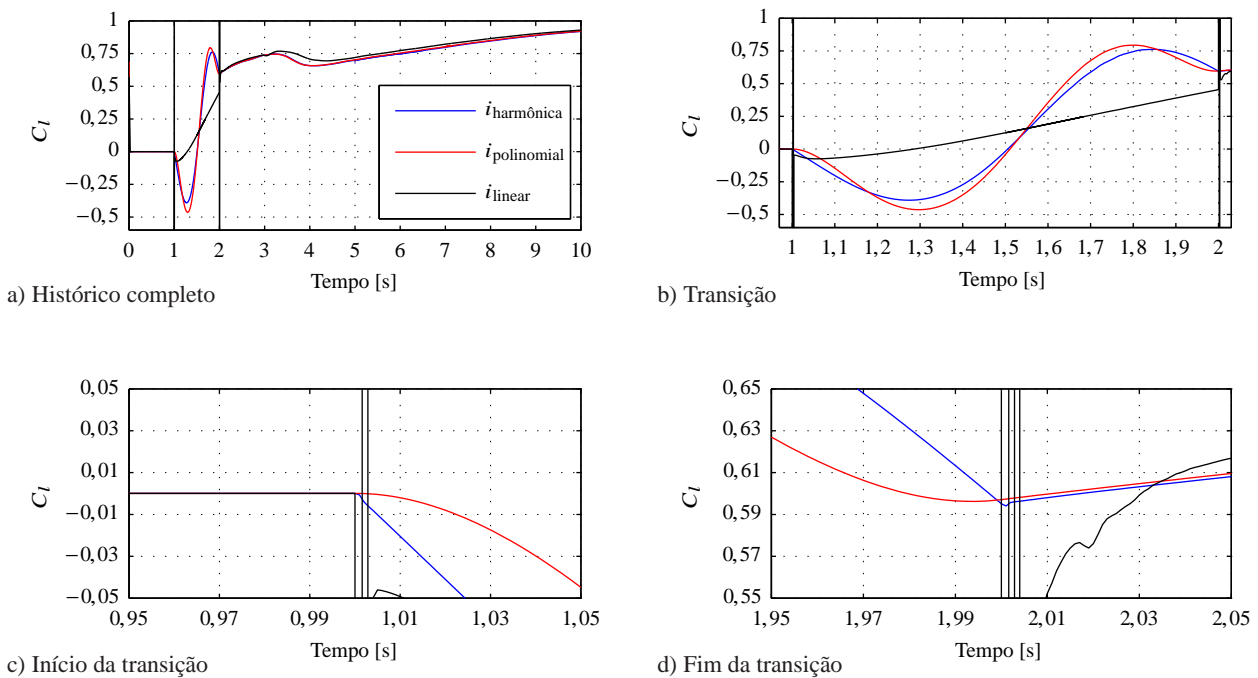 1
0,75
0,5
0,25
0
−0,25
−0,5
C_l
0 1 2 3 4 5 6 7 8 9 10
Tempo [s]
i harmônica
i polinomial
i linear
a) Histórico completo
1
0,75
0,5
0,25
0
−0,25
−0,5
C_l
1 1,1 1,2 1,3 1,4 1,5 1,6 1,7 1,8 1,9 2
Tempo [s]
b) Transição
0,05
0,03
0,01
−0,01
−0,03
−0,05
C_l
0,95 0,97 0,99 1,01 1,03 1,05
Tempo [s]
c) Início da transição
0,65
0,63
0,61
0,59
0,57
0,55
C_l
1,95 1,97 1,99 2,01 2,03 2,05
Tempo [s]
d) Fim da transição